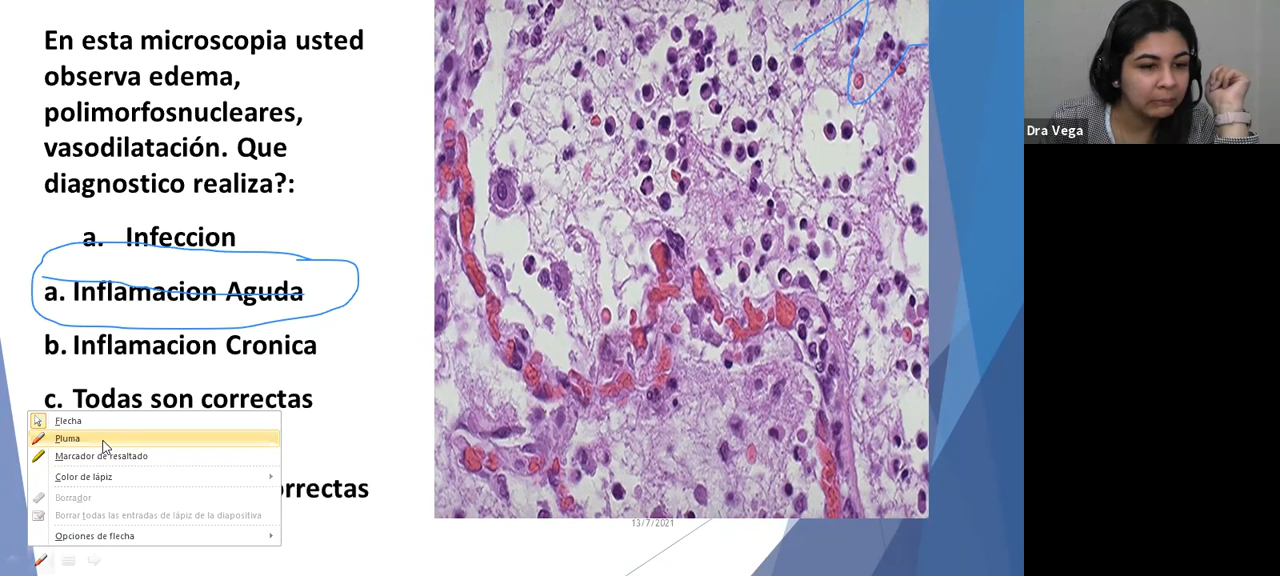 En esta microscopia usted
observa edema,
polimorfosnucleares,
vasodilatación. Que
diagnostico realiza?:
a. Infeccion
a. Inflamacion Aguda
b. Inflamacion Cronica
c. Todas son correctas
Flecha
Pluma
Marcador de resaltado
Color de lápiz
Borrador
orrectas
Borrar todas las entradas de lápiz de la diapositiva
Opciones de flecha
13/7/2021
Dra Vega